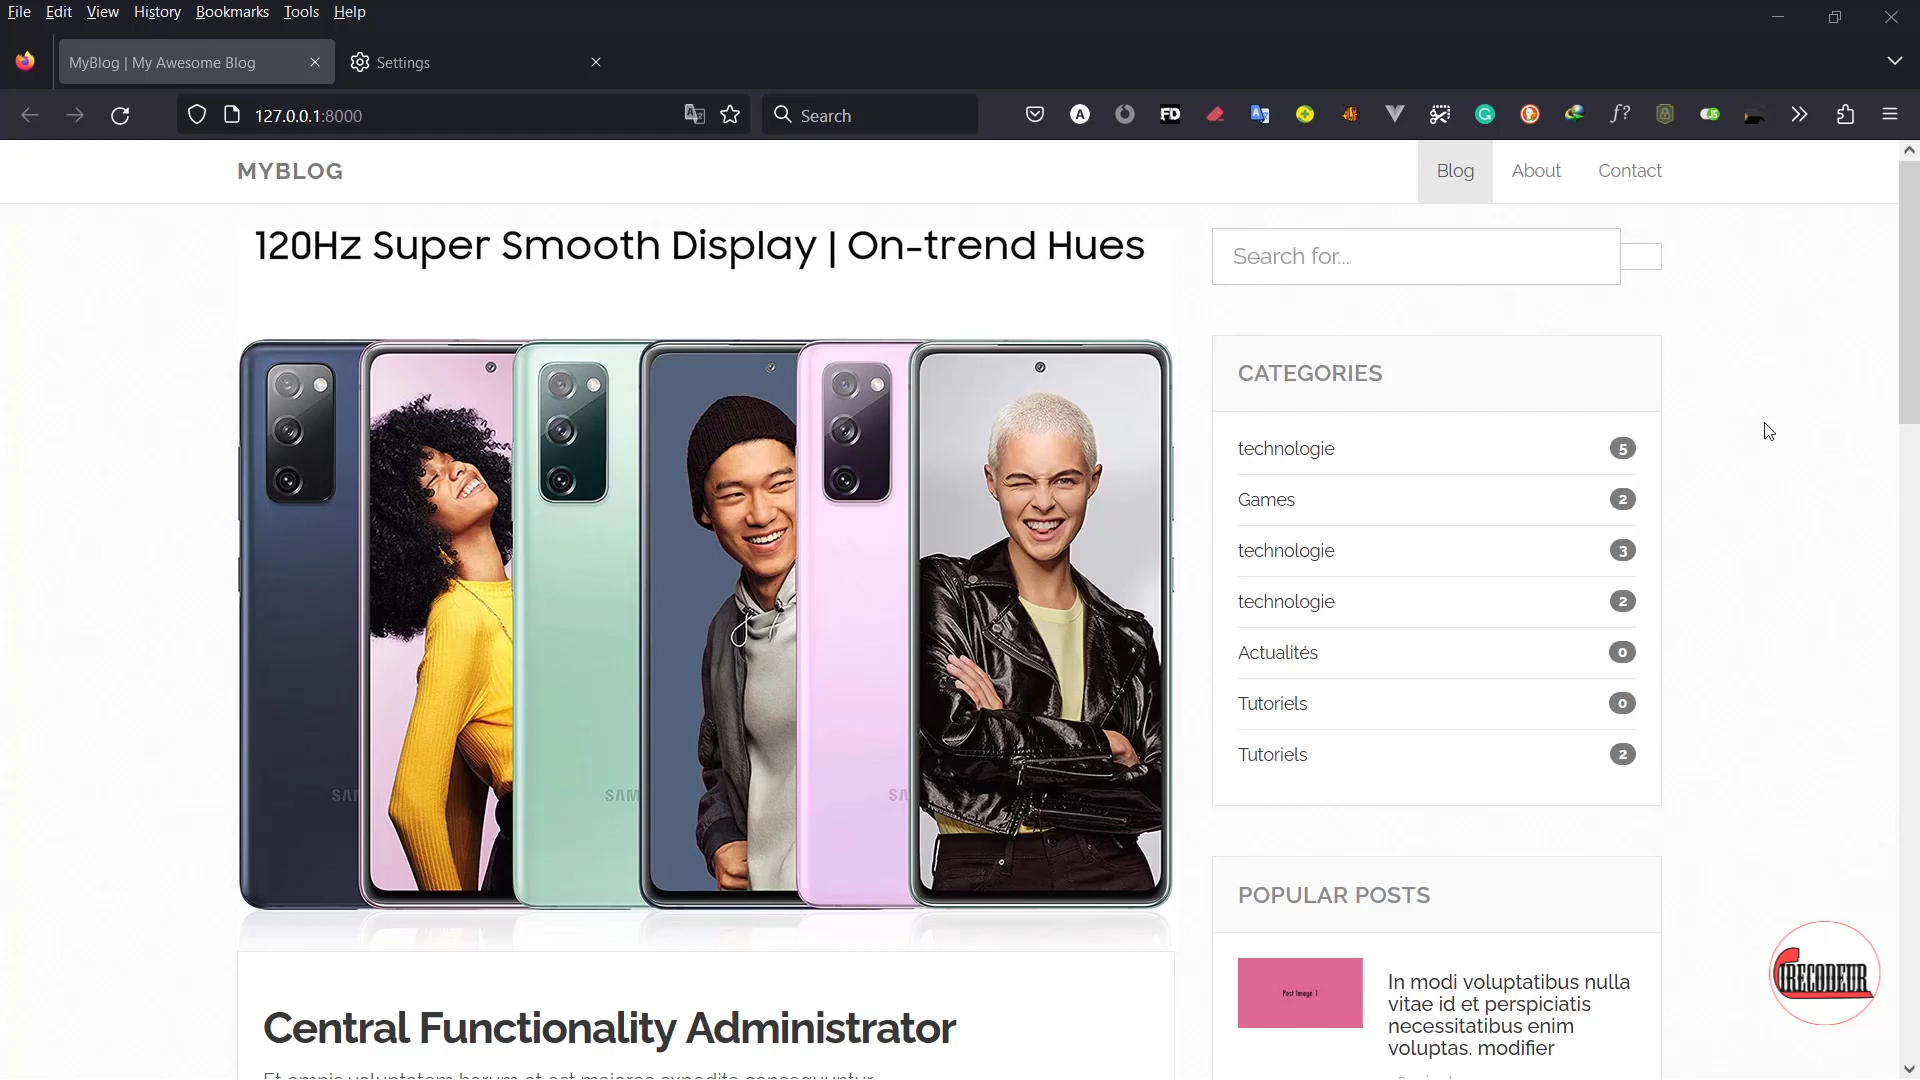 File Edit View History Bookmarks Tools Help
MyBlog | My Awesome Blog
Settings
127.0.0.1:8000
Search
MYBLOG
Blog
About
Contact
120Hz Super Smooth Display | On-trend Hues
Search for...
CATEGORIES
technologie 5
Games 2
technologie 3
technologie 2
Actualités 0
Tutoriels 0
Tutoriels 2
POPULAR POSTS
Post Image 1
In modi voluptatibus nulla
vitae id et perspiciatis
necessitatibus enim
voluptas. modifier
Central Functionality Administrator